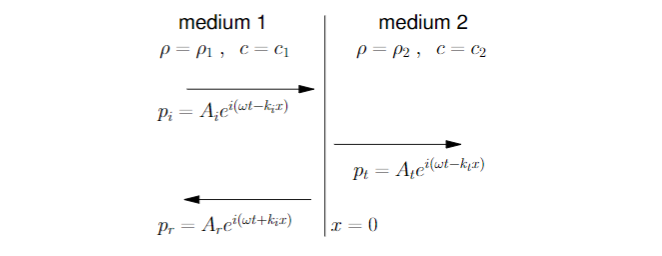 medium 1 medium 2
ρ = ρ₁ , c = c₁ ρ = ρ₂ , c = c₂
pᵢ = Aᵢe^{i(ωt−kᵢx)}
pₜ = Aₜe^{i(ωt−kₜx)}
pᵣ = Aᵣe^{i(ωt+kᵢx)} x = 0